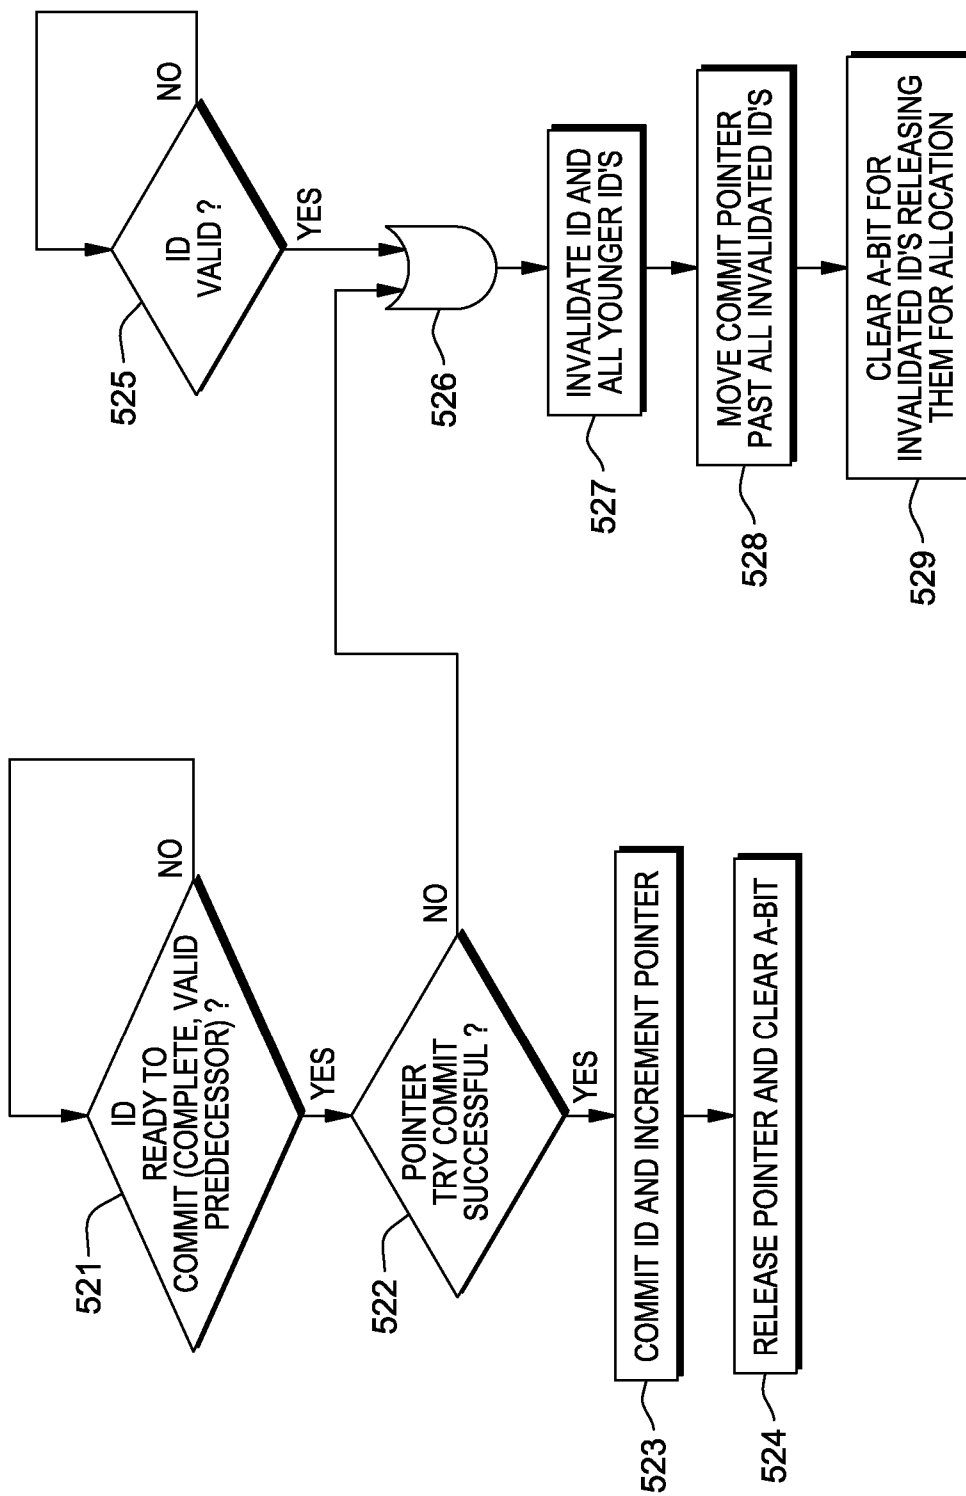 ID
READY TO
COMMIT (COMPLETE, VALID
PREDECESSOR) ?
NO
YES
521
POINTER
TRY COMMIT
SUCCESSFUL ?
NO
YES
522
COMMIT ID AND INCREMENT POINTER
523
RELEASE POINTER AND CLEAR A-BIT
524
ID
VALID ?
NO
YES
525
526
INVALIDATE ID AND
ALL YOUNGER ID'S
527
MOVE COMMIT POINTER
PAST ALL INVALIDATED ID'S
528
CLEAR A-BIT FOR
INVALIDATED ID'S RELEASING
THEM FOR ALLOCATION
529